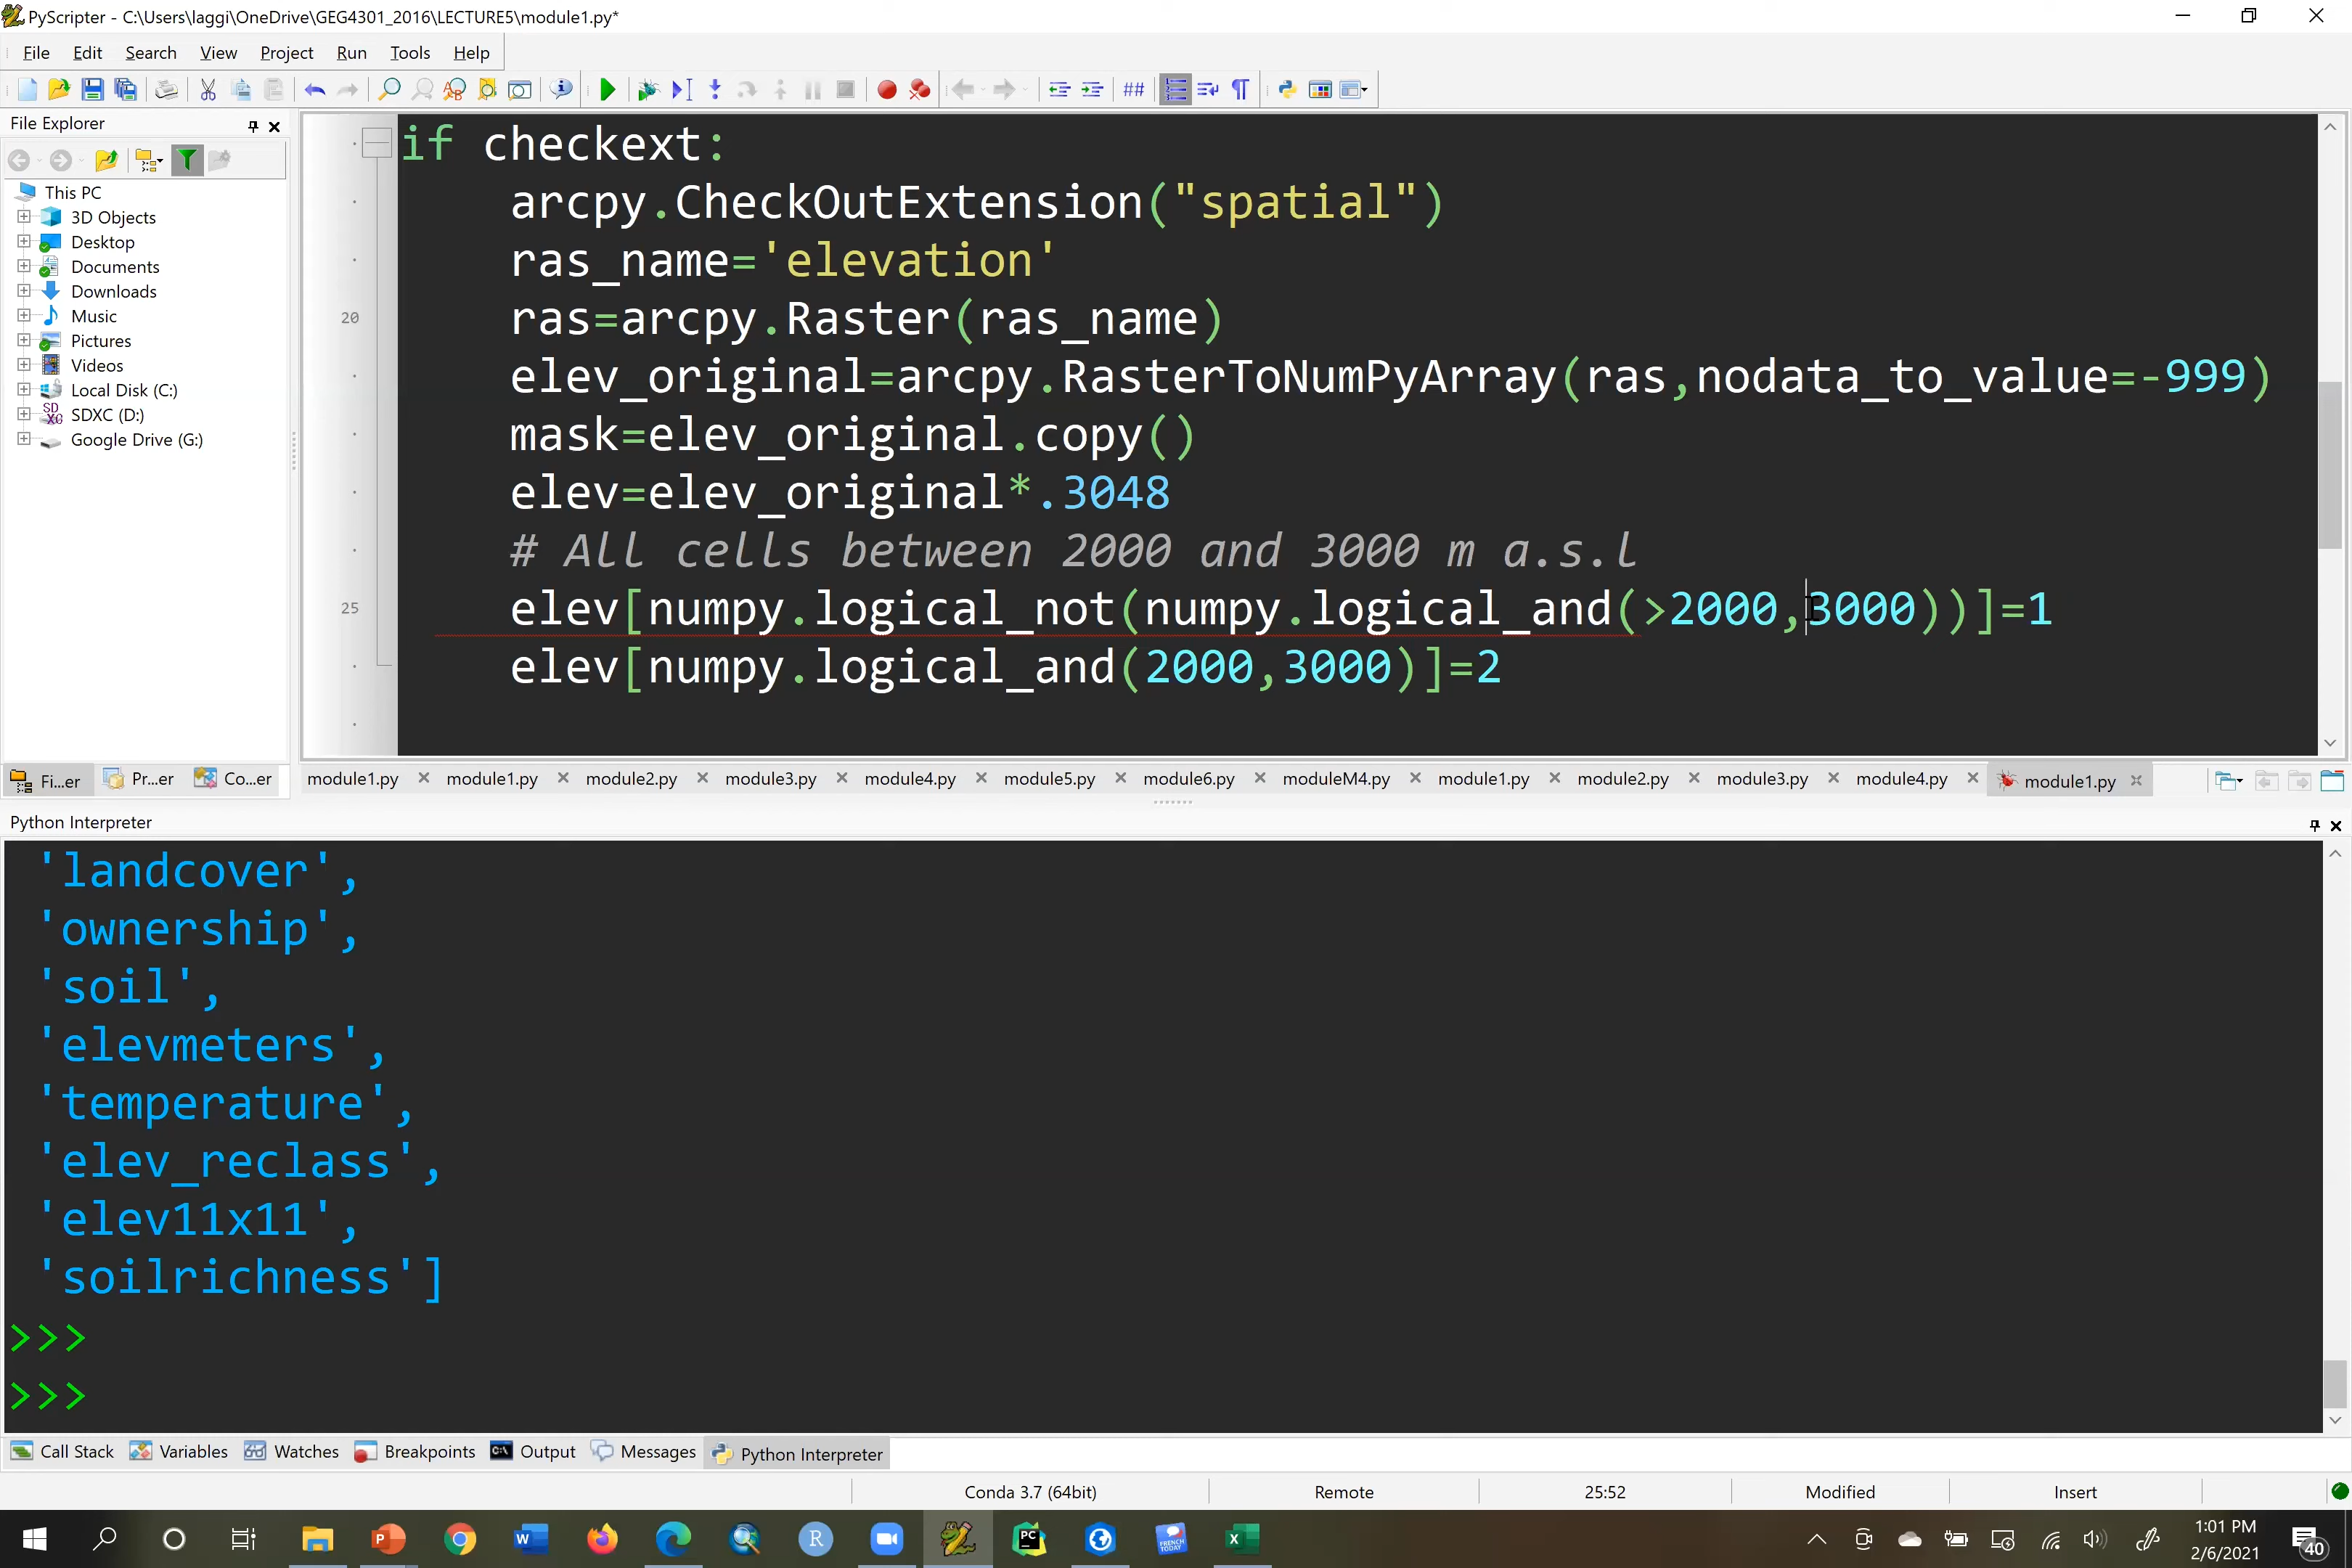 PyScripter - C:\Users\laggi\OneDrive\GEG4301_2016\LECTURE5\module1.py*
File Edit Search View Project Run Tools Help
File Explorer
This PC
3D Objects
Desktop
Documents
Downloads
Music
Pictures
Videos
Local Disk (C:)
SDXC (D:)
Google Drive (G:)
Fi...er Pr...er Co...er
if checkext:
arcpy.CheckOutExtension("spatial")
ras_name='elevation'
20 ras=arcpy.Raster(ras_name)
elev_original=arcpy.RasterToNumPyArray(ras,nodata_to_value=-999)
mask=elev_original.copy()
elev=elev_original*.3048
# All cells between 2000 and 3000 m a.s.l
25 elev[numpy.logical_not(numpy.logical_and(>2000,3000))]=1
elev[numpy.logical_and(2000,3000)]=2
module1.py module1.py module2.py module3.py module4.py module5.py module6.py moduleM4.py module1.py module2.py module3.py module4.py module1.py
Python Interpreter
'landcover',
'ownership',
'soil',
'elevmeters',
'temperature',
'elev_reclass',
'elev11x11',
'soilrichness']
>>>
>>>
Call Stack Variables Watches Breakpoints Output Messages Python Interpreter
Conda 3.7 (64bit) Remote 25:52 Modified Insert
1:01 PM
2/6/2021
40